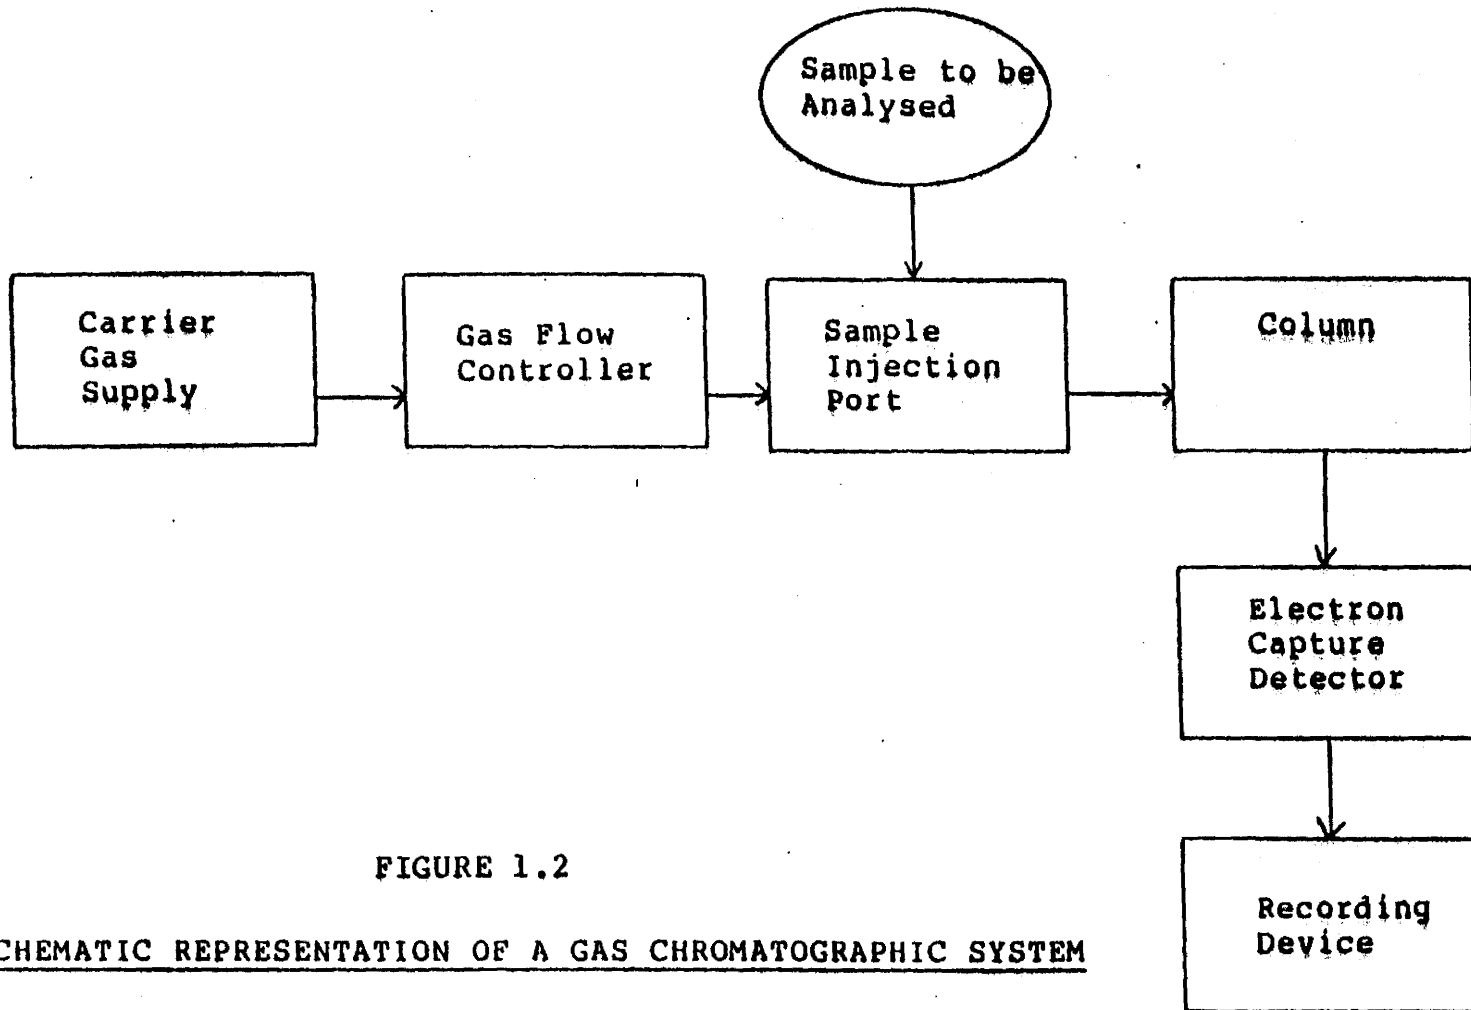 Sample to be
Analysed
Carrier
Gas
Supply
Gas Flow
Controller
Sample
Injection
Port
Column
Electron
Capture
Detector
Recording
Device
FIGURE 1.2
CHEMATIC REPRESENTATION OF A GAS CHROMATOGRAPHIC SYSTEM